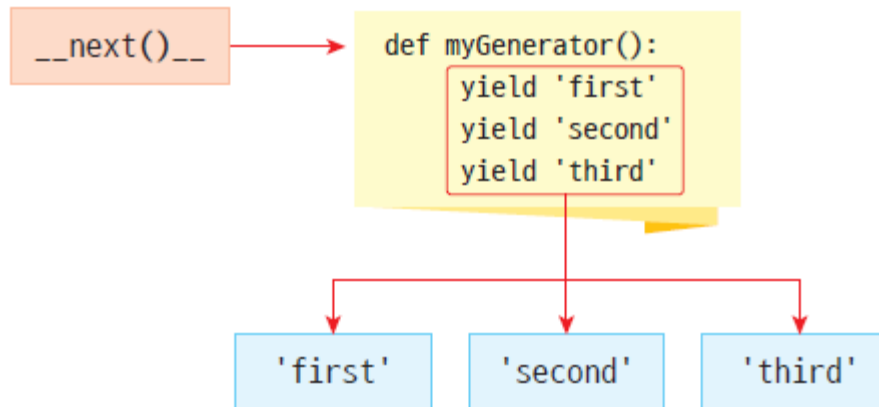 __next()__
def myGenerator():
yield 'first'
yield 'second'
yield 'third'
'first'
'second'
'third'